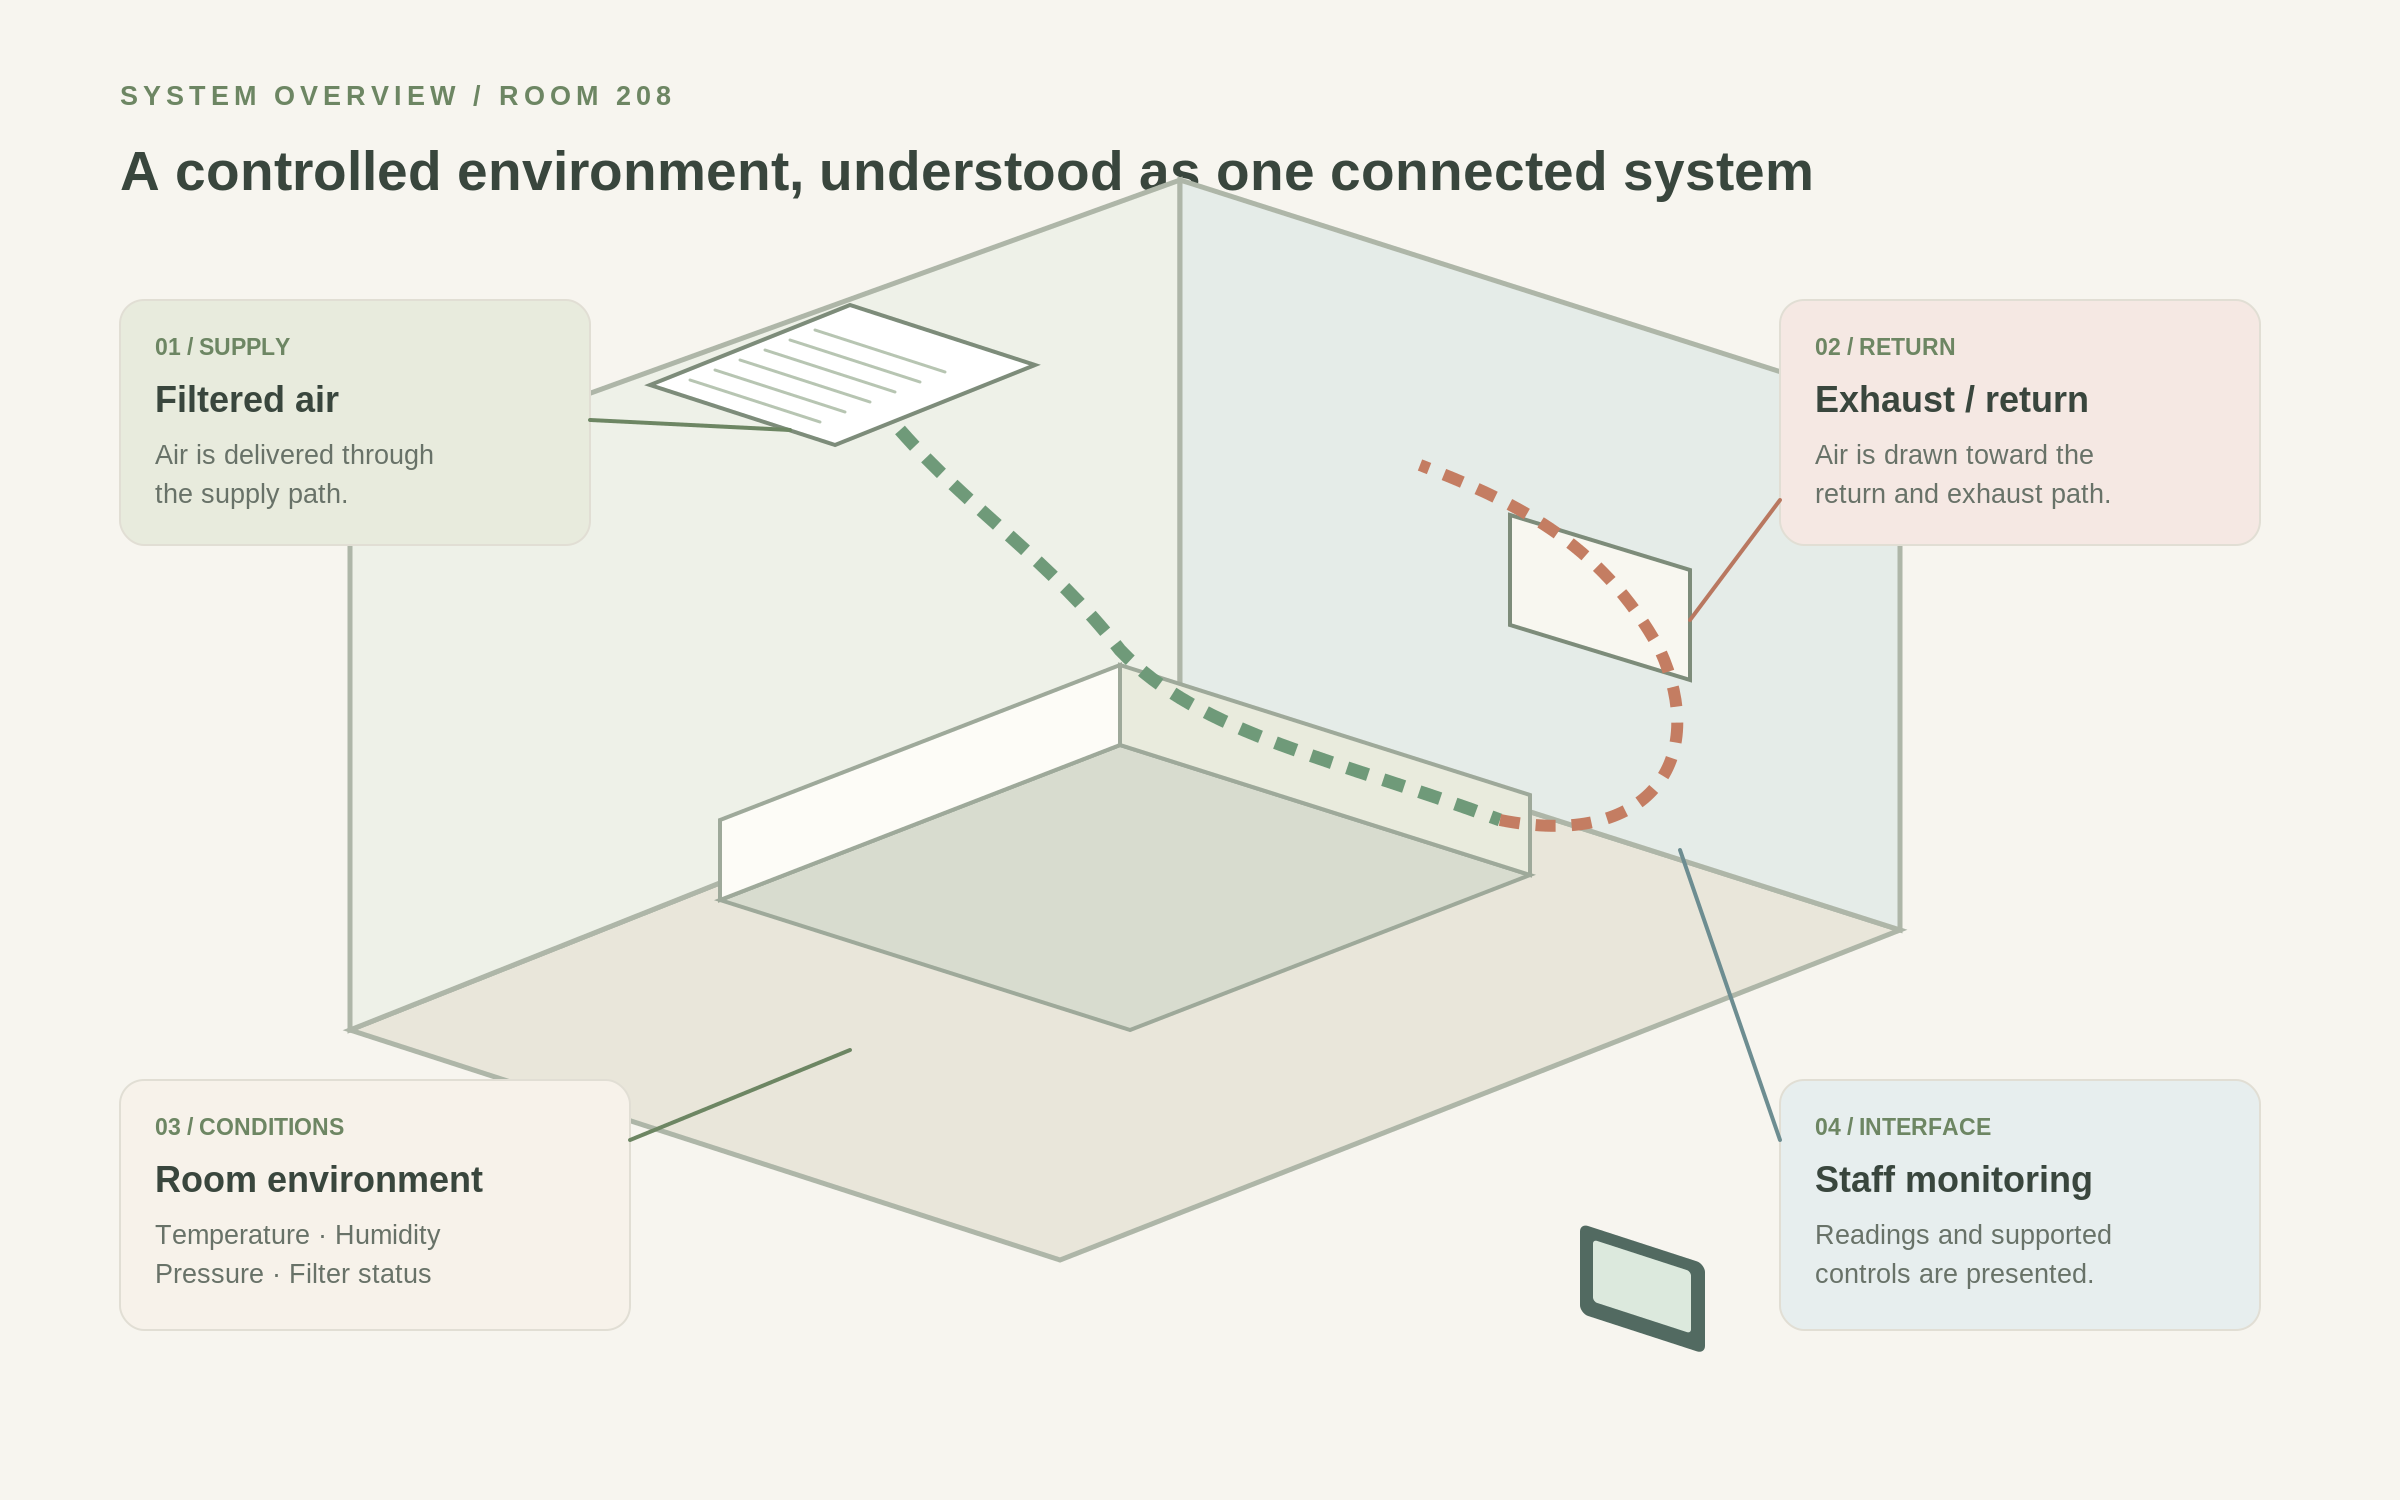 SYSTEM OVERVIEW / ROOM 208
A controlled environment, understood as one connected system
01 / SUPPLY
Filtered air
Air is delivered through
the supply path.
02 / RETURN
Exhaust / return
Air is drawn toward the
return and exhaust path.
03 / CONDITIONS
Room environment
Temperature · Humidity
Pressure · Filter status
04 / INTERFACE
Staff monitoring
Readings and supported
controls are presented.